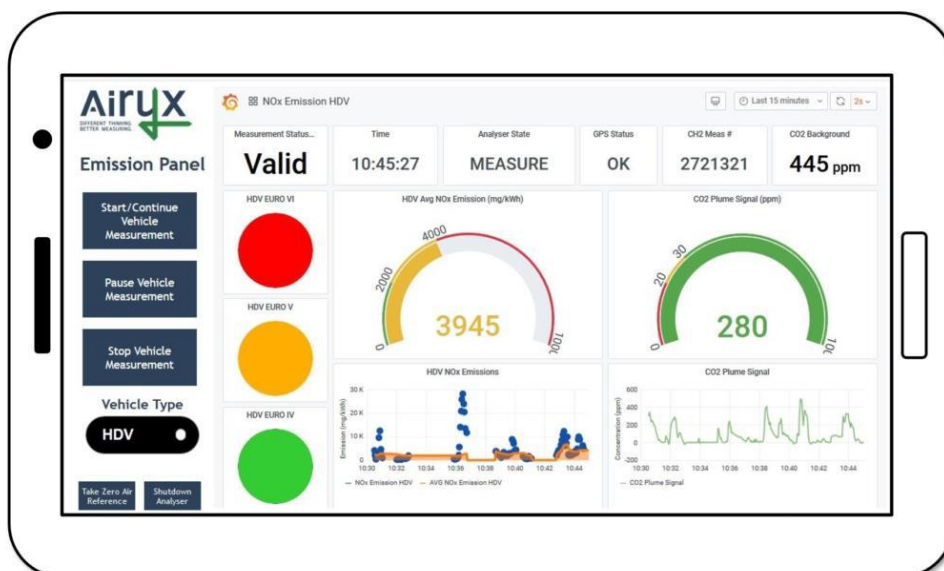 Airyx
DIFFERENT THINKING
BETTER MEASURING
Emission Panel
Start/Continue
Vehicle
Measurement
Pause Vehicle
Measurement
Stop Vehicle
Measurement
Vehicle Type
HDV
Take Zero Air
Reference
Shutdown
Analyser
NOx Emission HDV
Last 15 minutes
2s
Measurement Status...
Valid
Time
10:45:27
Analyser State
MEASURE
GPS Status
OK
CH2 Meas #
2721321
CO2 Background
445 ppm
HDV EURO VI
HDV EURO V
HDV EURO IV
HDV Avg NOx Emission (mg/kWh)
0
2000
4000
3945
CO2 Plume Signal (ppm)
0
20
30
280
HDV NOx Emissions
Emission (mg/kWh)
30 K
20 K
10 K
0
10:30 10:32 10:34 10:36 10:38 10:40 10:42 10:44
NOx Emission HDV AVG NOx Emission HDV
CO2 Plume Signal
Concentration (ppm)
600
400
200
0
-200
10:30 10:32 10:34 10:36 10:38 10:40 10:42 10:44
CO2 Plume Signal